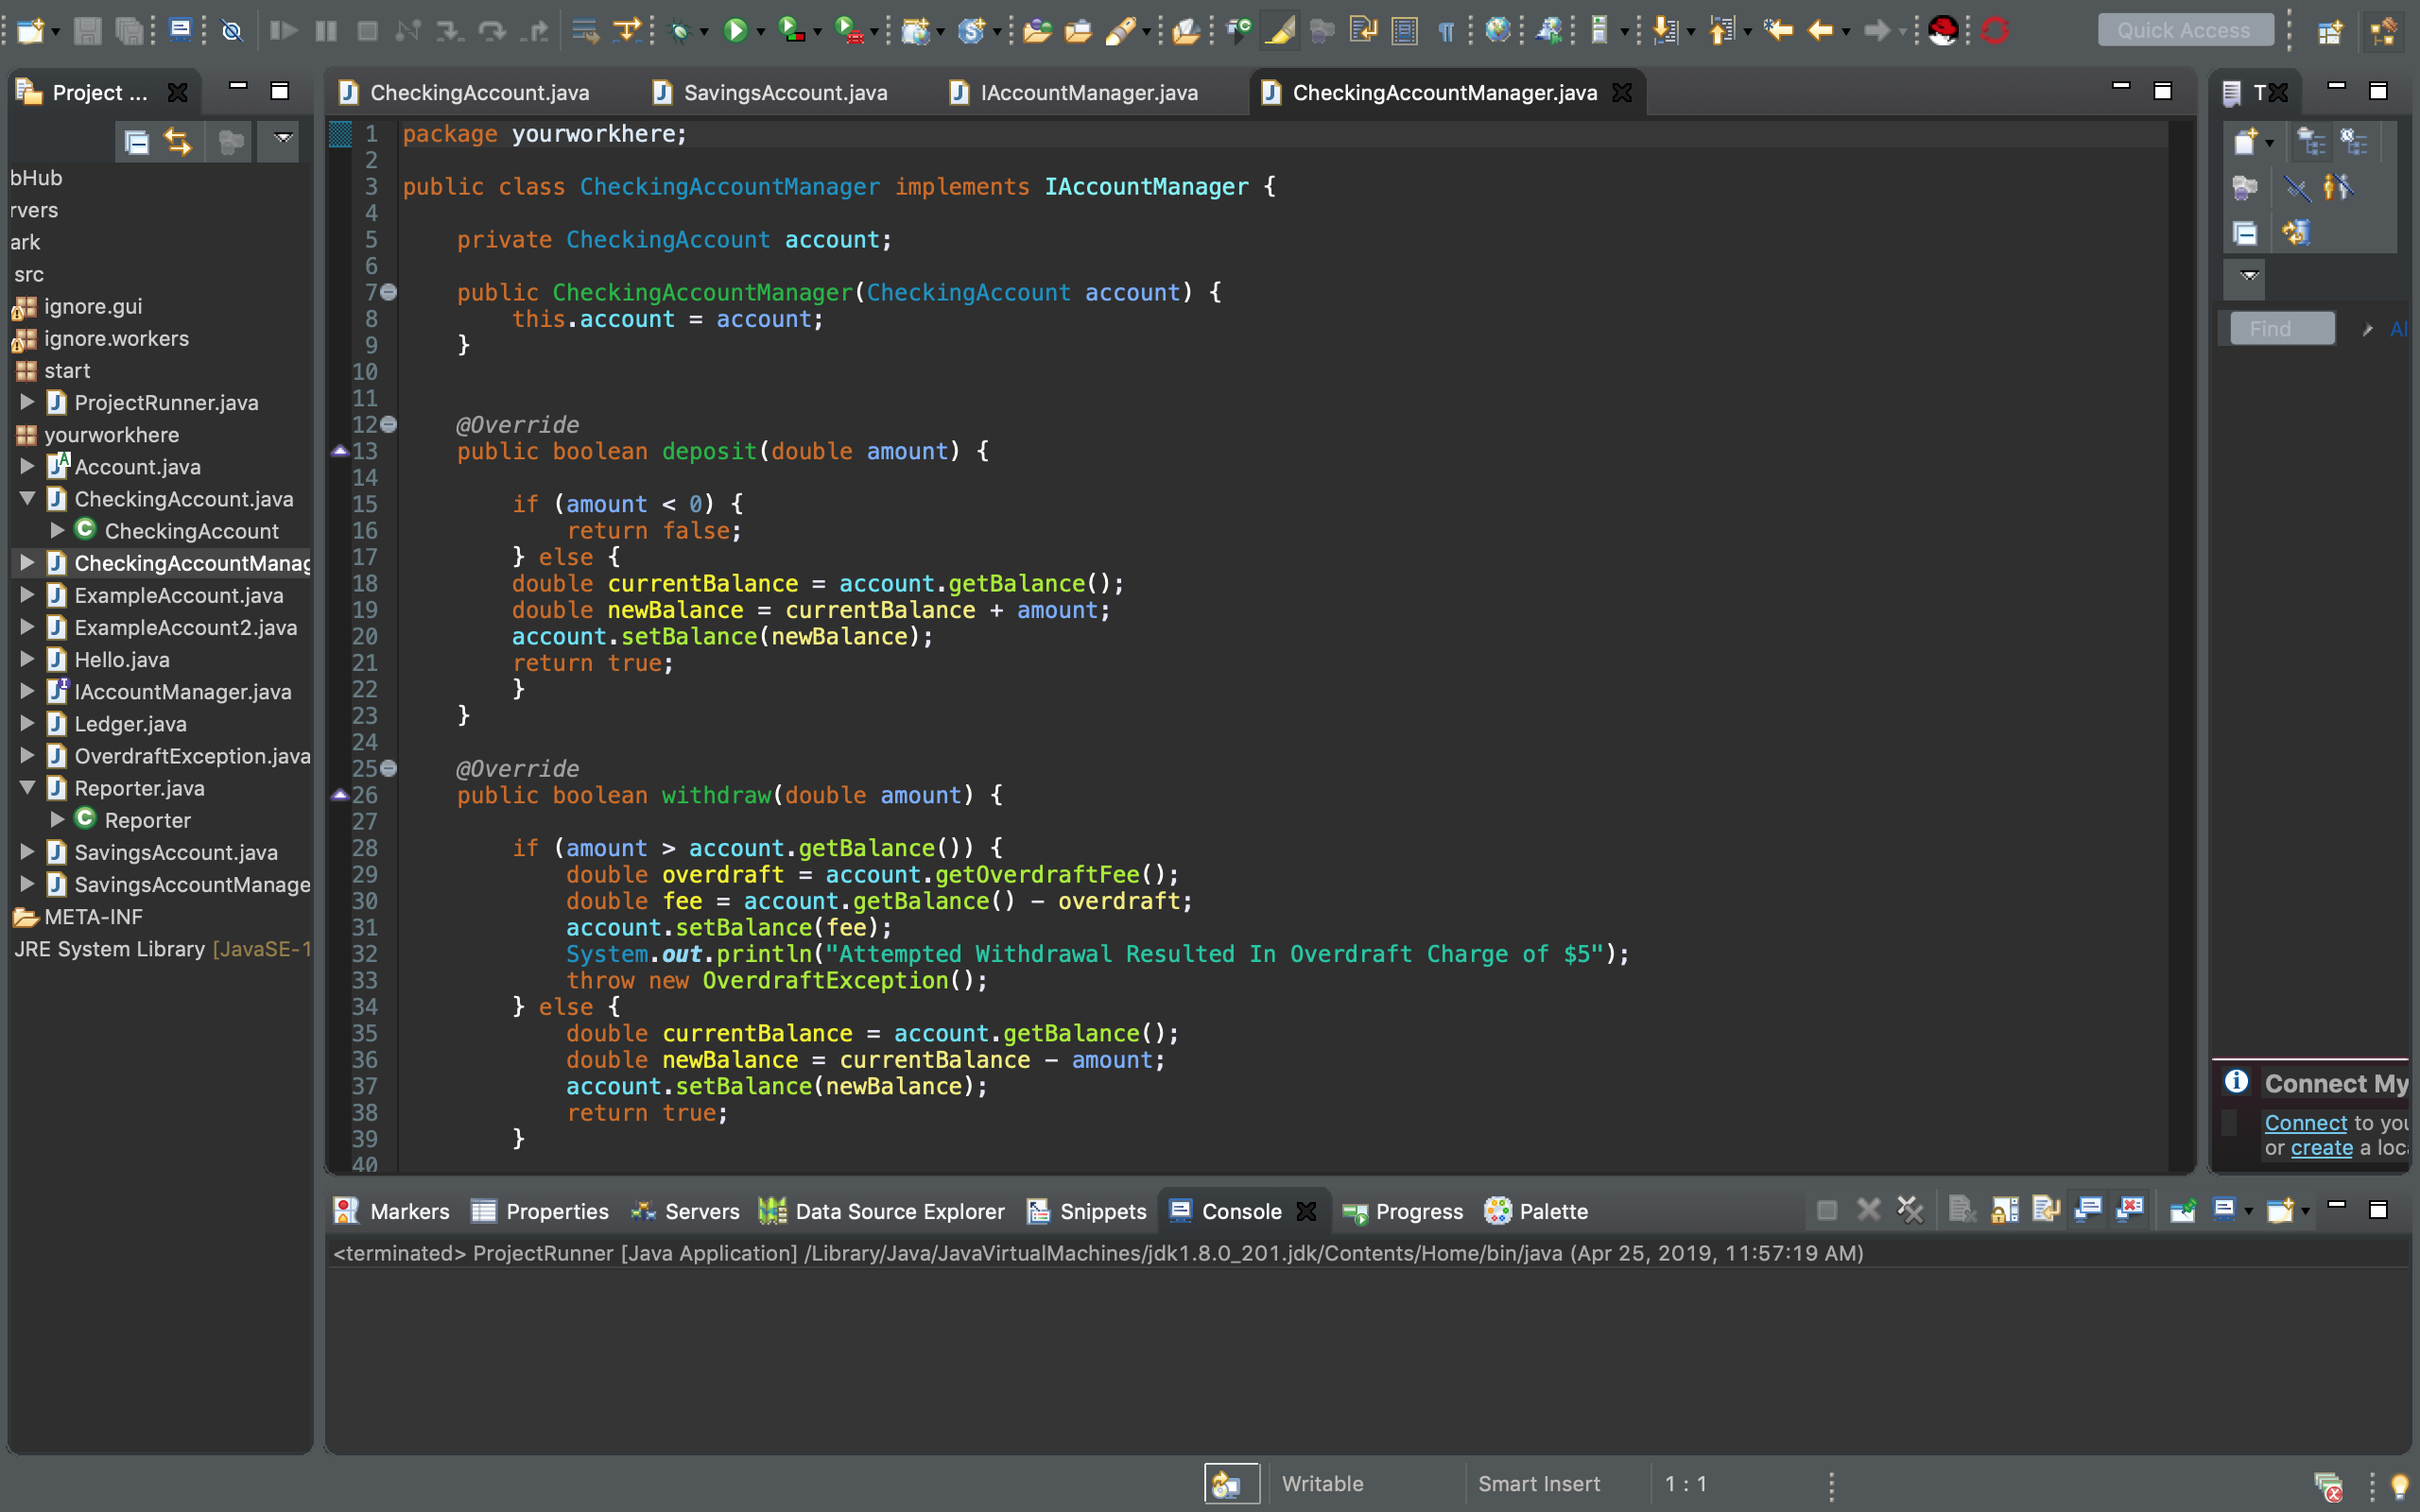 Quick Access
Project ...
CheckingAccount.java
SavingsAccount.java
IAccountManager.java
CheckingAccountManager.java
T
bHub
rvers
ark
src
ignore.gui
ignore.workers
start
ProjectRunner.java
yourworkhere
Account.java
CheckingAccount.java
CheckingAccount
CheckingAccountManag
ExampleAccount.java
ExampleAccount2.java
Hello.java
IAccountManager.java
Ledger.java
OverdraftException.java
Reporter.java
Reporter
SavingsAccount.java
SavingsAccountManage
META-INF
JRE System Library [JavaSE-1
1 package yourworkhere;
2
3 public class CheckingAccountManager implements IAccountManager {
4
5 private CheckingAccount account;
6
7 public CheckingAccountManager(CheckingAccount account) {
8 this.account = account;
9 }
10
11
12 @Override
13 public boolean deposit(double amount) {
14
15 if (amount < 0) {
16 return false;
17 } else {
18 double currentBalance = account.getBalance();
19 double newBalance = currentBalance + amount;
20 account.setBalance(newBalance);
21 return true;
22 }
23 }
24
25 @Override
26 public boolean withdraw(double amount) {
27
28 if (amount > account.getBalance()) {
29 double overdraft = account.getOverdraftFee();
30 double fee = account.getBalance() - overdraft;
31 account.setBalance(fee);
32 System.out.println("Attempted Withdrawal Resulted In Overdraft Charge of $5");
33 throw new OverdraftException();
34 } else {
35 double currentBalance = account.getBalance();
36 double newBalance = currentBalance - amount;
37 account.setBalance(newBalance);
38 return true;
39 }
40
Find
Al
Connect My
Connect to you
or create a loc
Markers
Properties
Servers
Data Source Explorer
Snippets
Console
Progress
Palette
<terminated> ProjectRunner [Java Application] /Library/Java/JavaVirtualMachines/jdk1.8.0_201.jdk/Contents/Home/bin/java (Apr 25, 2019, 11:57:19 AM)
Writable
Smart Insert
1 : 1